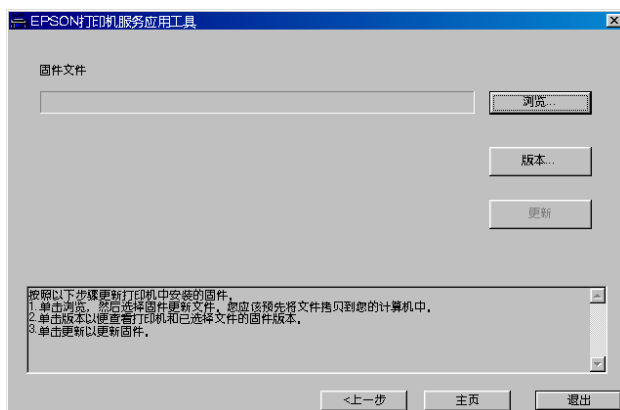 EPSON打印机服务应用工具
固件文件
浏览...
版本...
更新
按照以下步骤更新打印机中安装的固件。
1.单击浏览，然后选择固件更新文件。您应该预先将文件拷贝到您的计算机中。
2.单击版本以便查看打印机和已选择文件的固件版本。
3.单击更新以更新固件。
<上一步
主页
退出